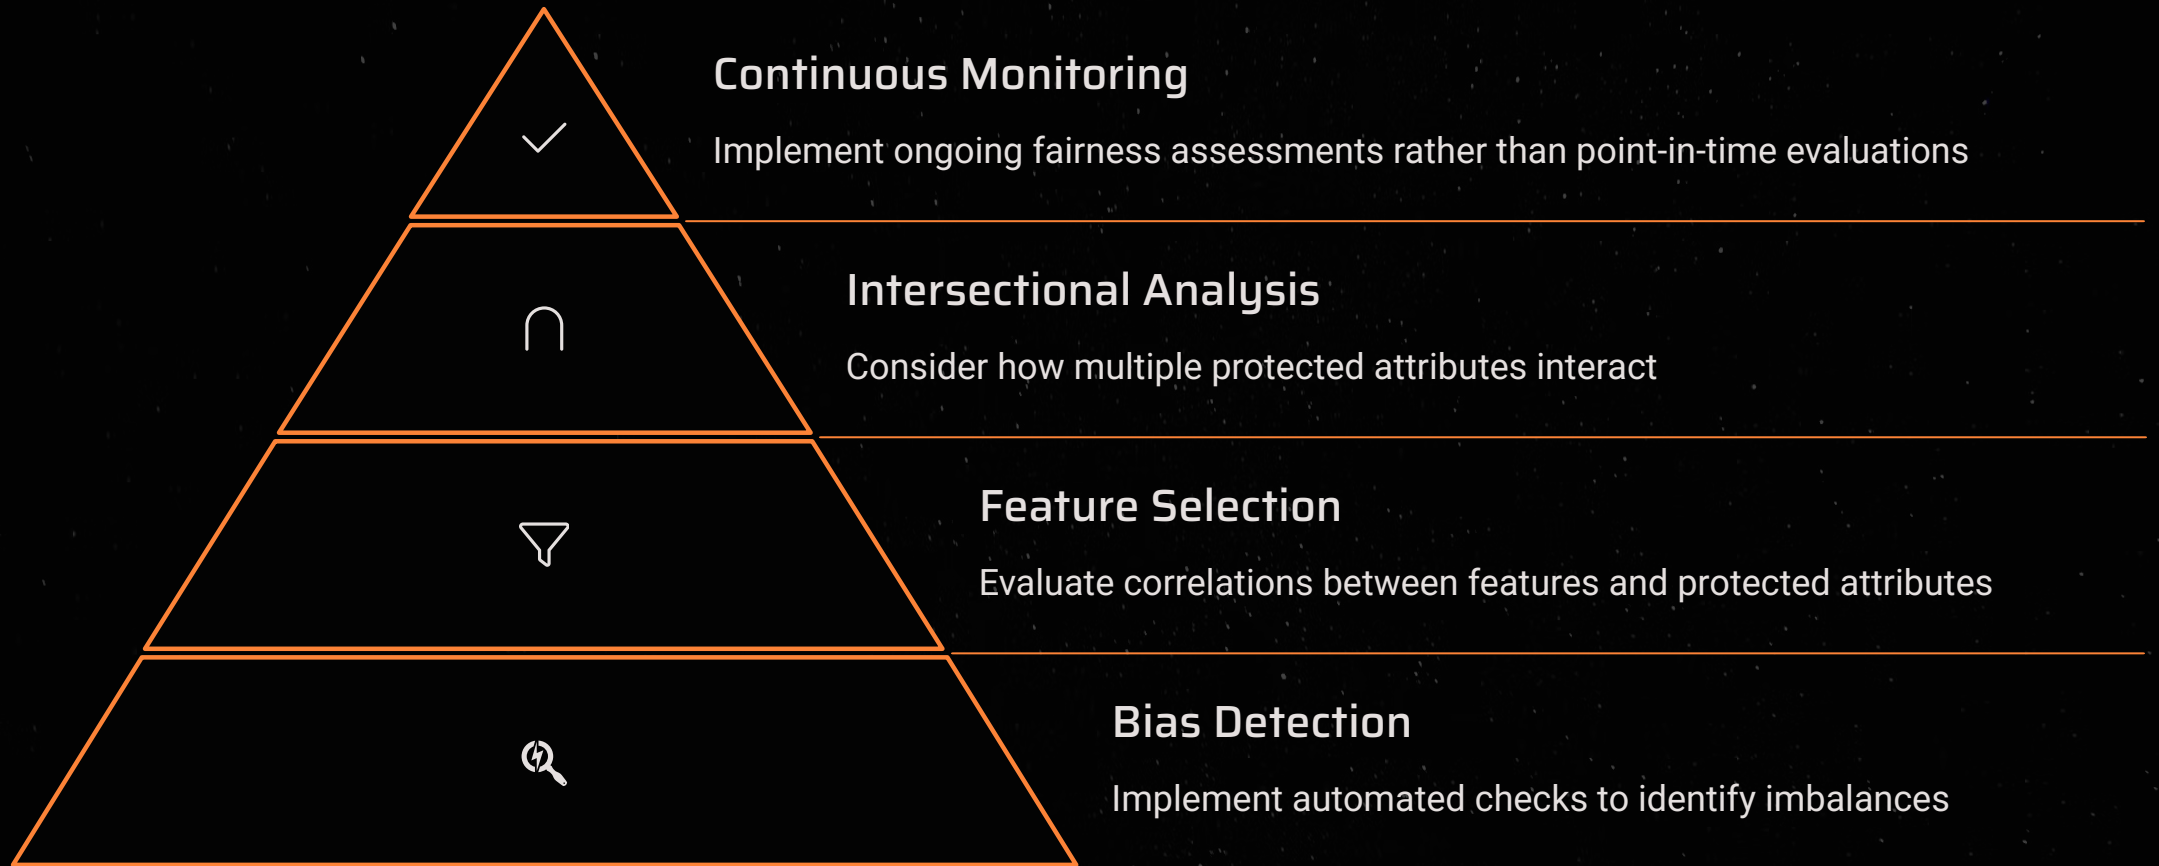 Continuous Monitoring
Implement ongoing fairness assessments rather than point-in-time evaluations
Intersectional Analysis
Consider how multiple protected attributes interact
Feature Selection
Evaluate correlations between features and protected attributes
Bias Detection
Implement automated checks to identify imbalances